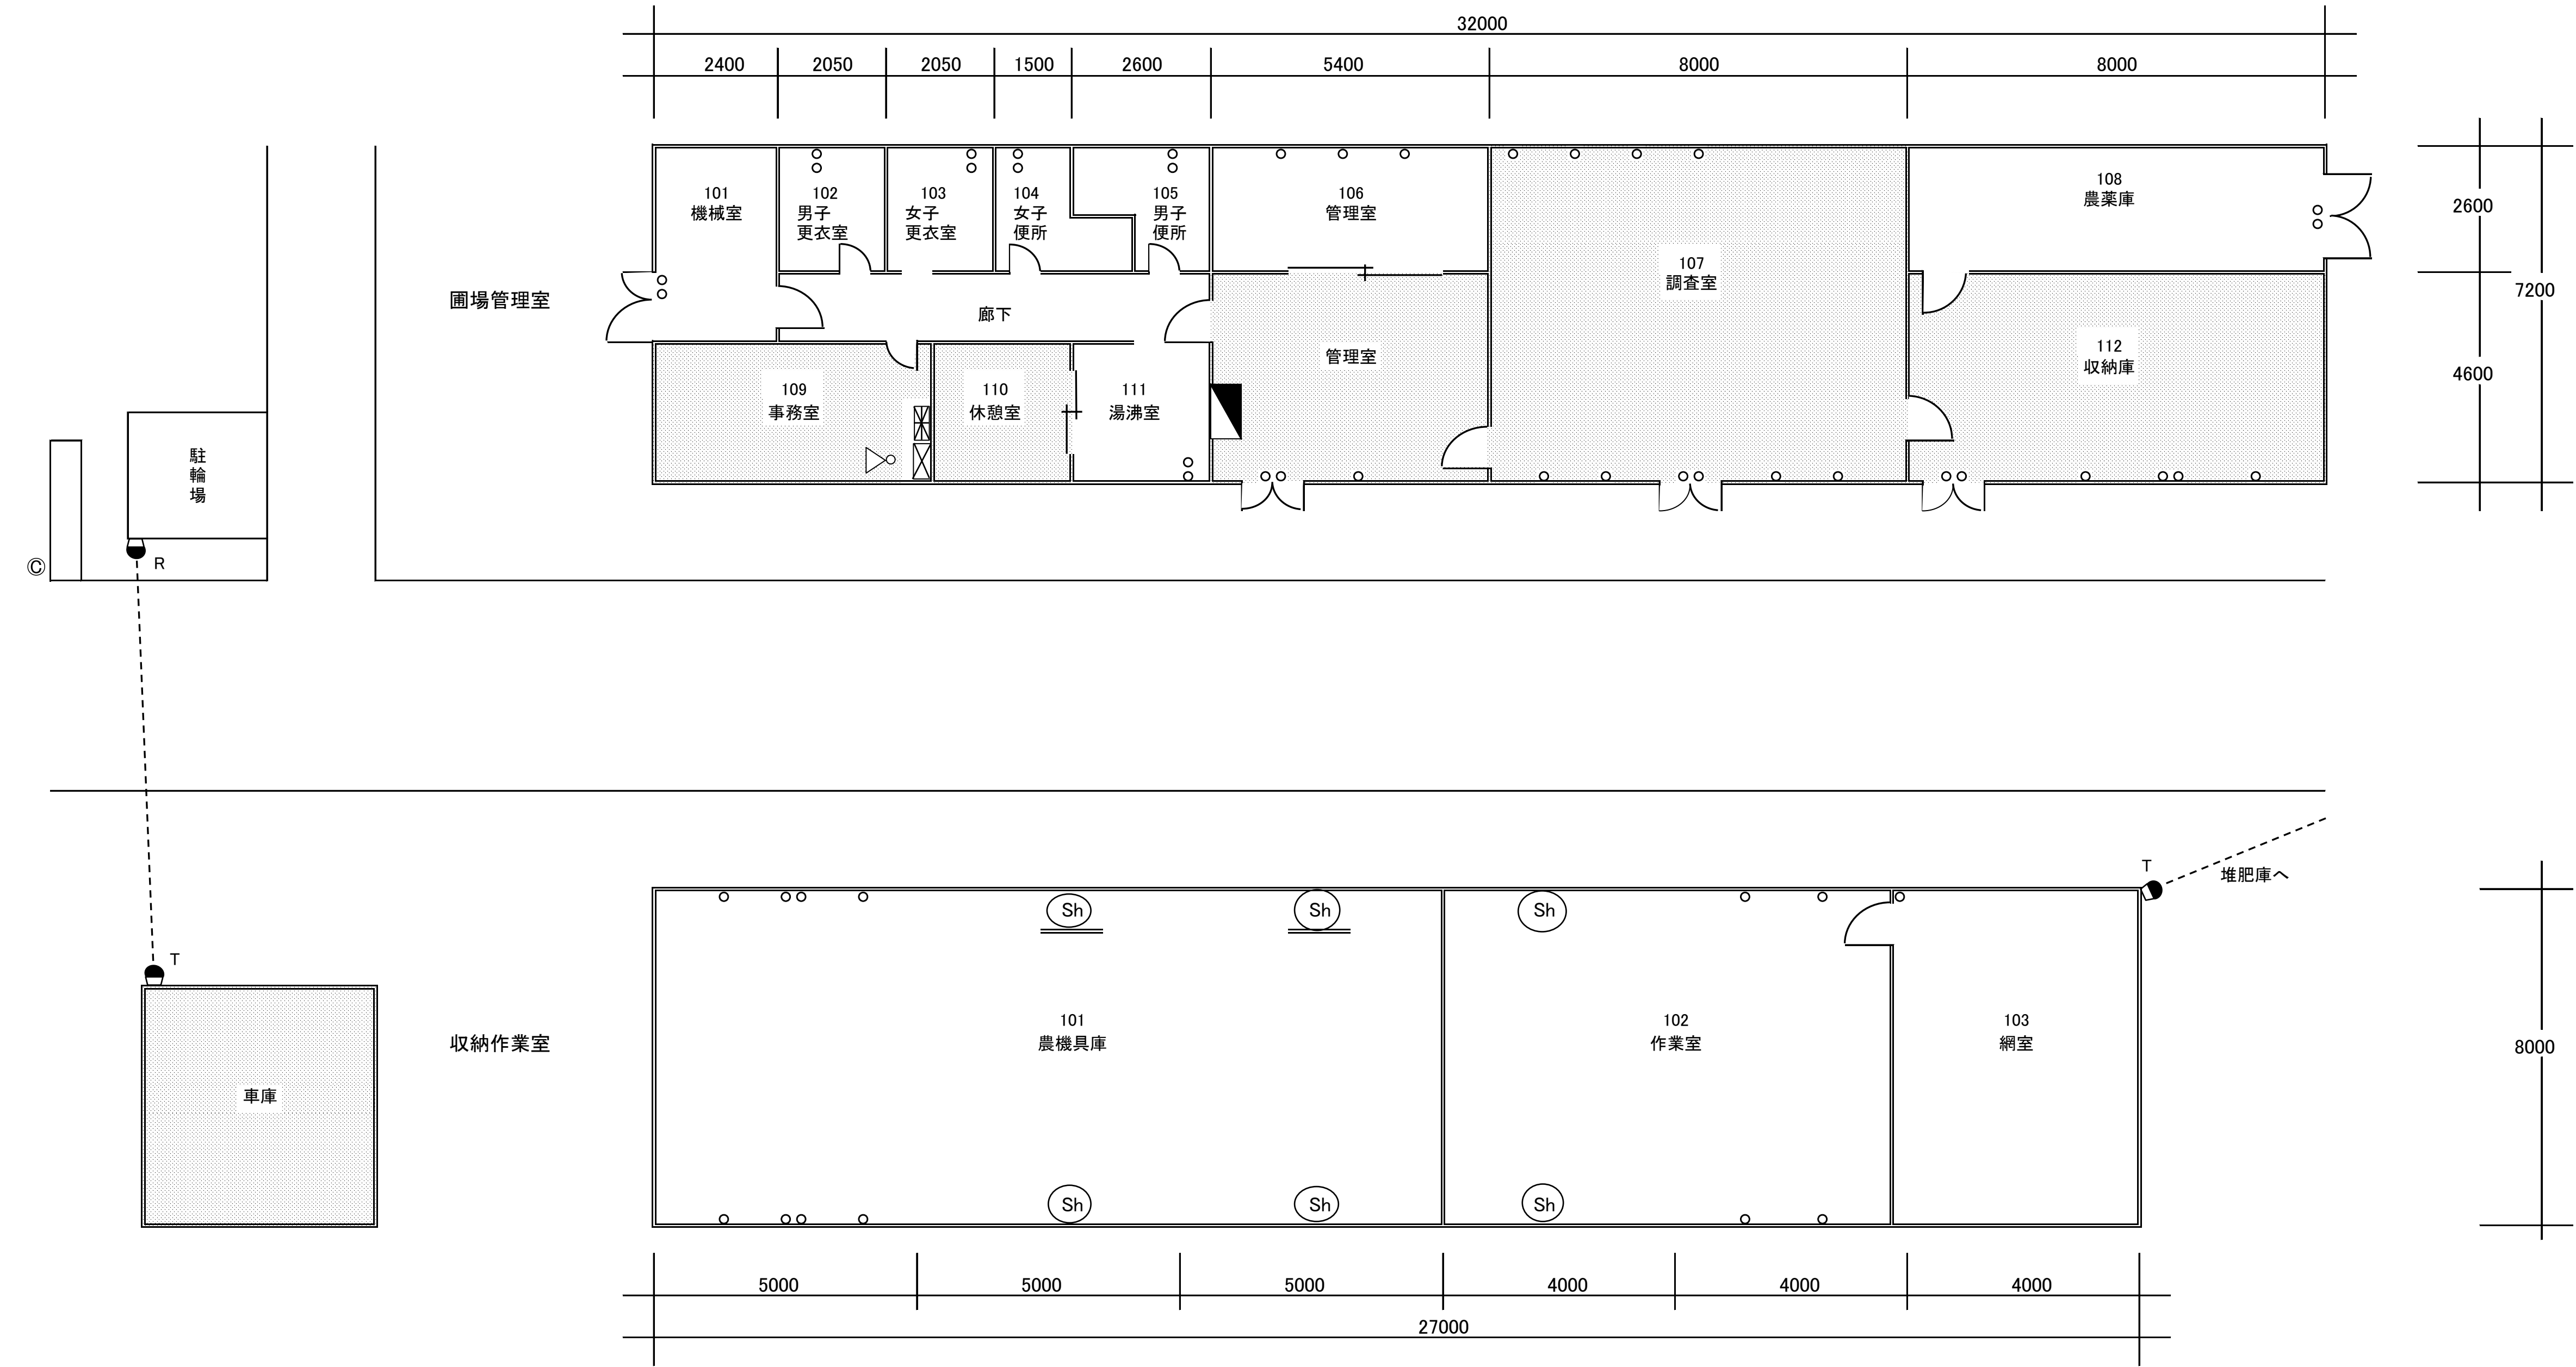 32000
2400
2050
2050
1500
2600
5400
8000
8000
101
機械室
102
男子
更衣室
103
女子
更衣室
104
女子
便所
105
男子
便所
106
管理室
107
調査室
108
農薬庫
2600
7200
4600
圃場管理室
廊下
109
事務室
110
休憩室
111
湯沸室
管理室
112
収納庫
駐
輪
場
R
©
T
堆肥庫へ
T
Sh
Sh
Sh
収納作業室
101
農機具庫
102
作業室
103
網室
8000
車庫
Sh
Sh
Sh
5000
5000
5000
4000
4000
4000
27000